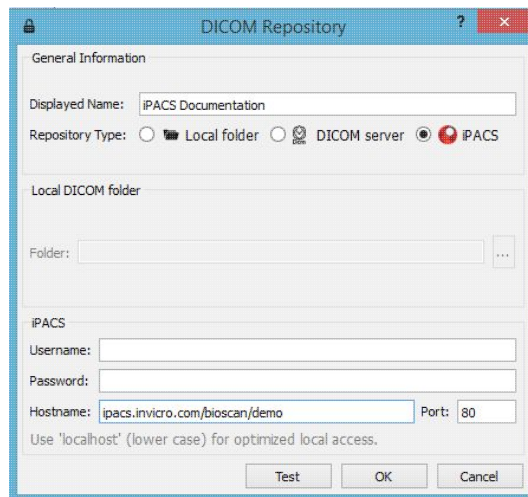 DICOM Repository ?
General Information
Displayed Name: iPACS Documentation
Repository Type: Local folder DICOM server iPACS
Local DICOM folder
Folder: ...
iPACS
Username:
Password:
Hostname: ipacs.invicro.com/bioscan/demo Port: 80
Use 'localhost' (lower case) for optimized local access.
Test OK Cancel